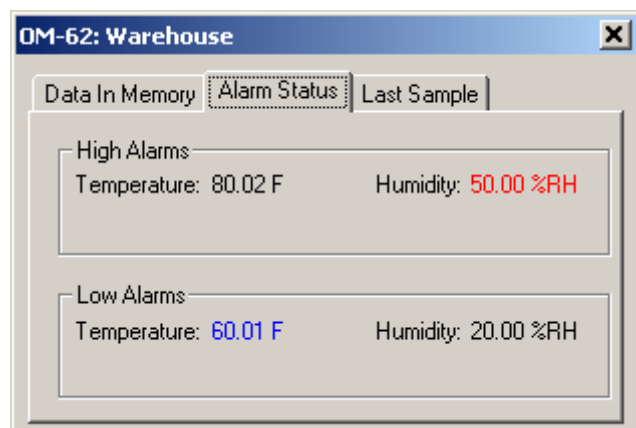 OM-62: Warehouse
Data In Memory Alarm Status Last Sample
High Alarms
Temperature: 80.02 F Humidity: 50.00 %RH
Low Alarms
Temperature: 60.01 F Humidity: 20.00 %RH